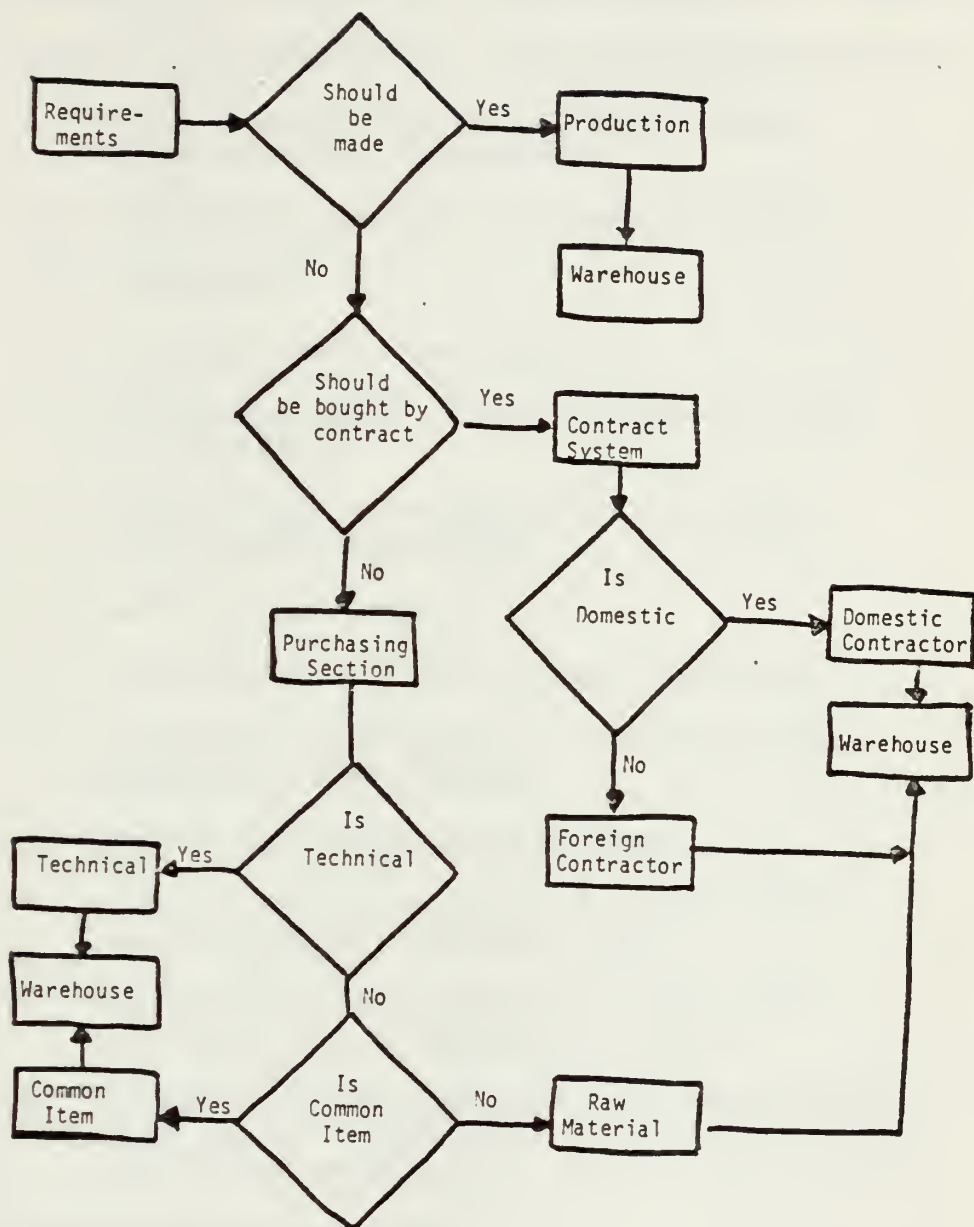 Require-
ments
Should
be
made
Yes
Production
No
Warehouse
Should
be bought by
contract
Yes
Contract
System
No
Is
Domestic
Yes
Domestic
Contractor
Purchasing
Section
Warehouse
No
Is
Technical
Yes
Technical
Foreign
Contractor
Warehouse
No
Is
Common
Item
Yes
Common
Item
No
Raw
Material